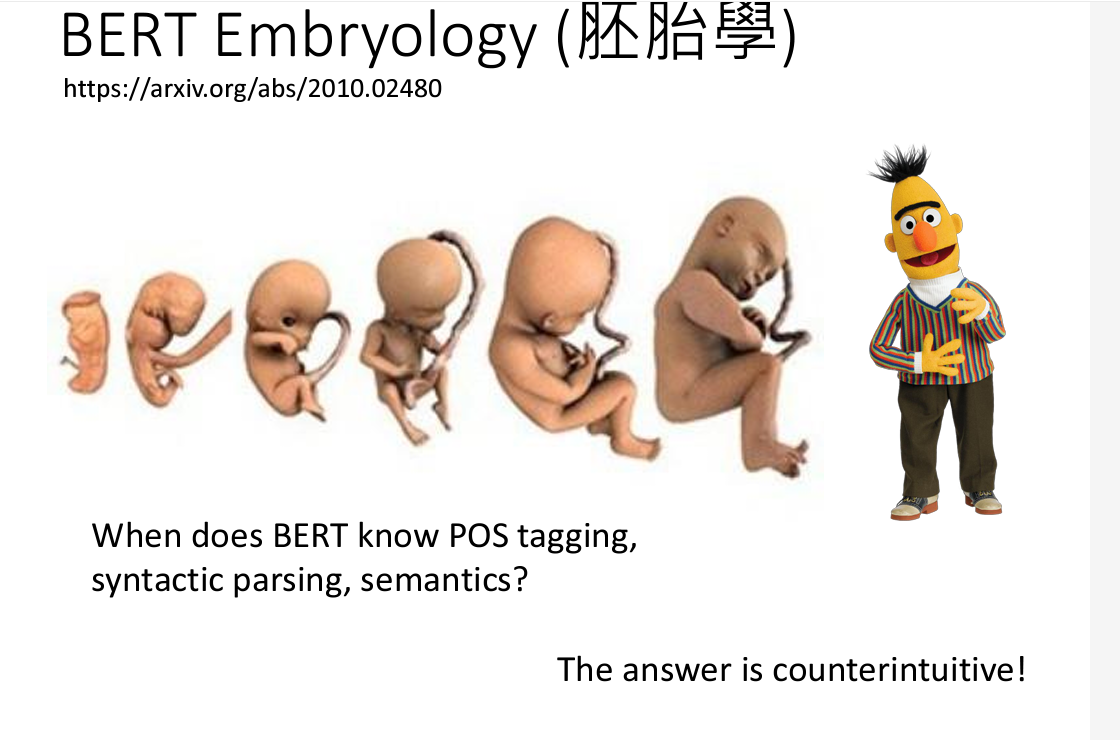 BERT Embryology (胚胎學)
https://arxiv.org/abs/2010.02480
When does BERT know POS tagging,
syntactic parsing, semantics?
The answer is counterintuitive!